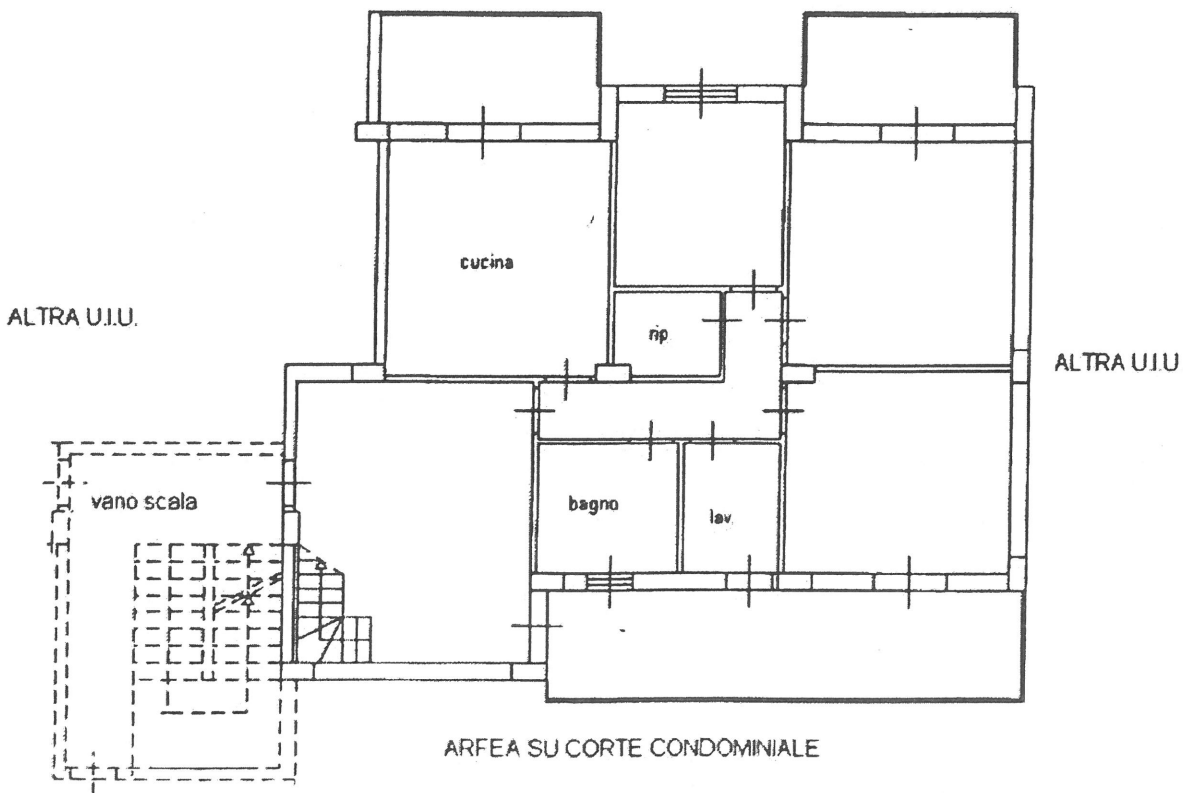 cucina
ALTRA U.I.U.
rip
ALTRA U.I.U
vano scala
bagno
lav.
ARFEA SU CORTE CONDOMINIALE